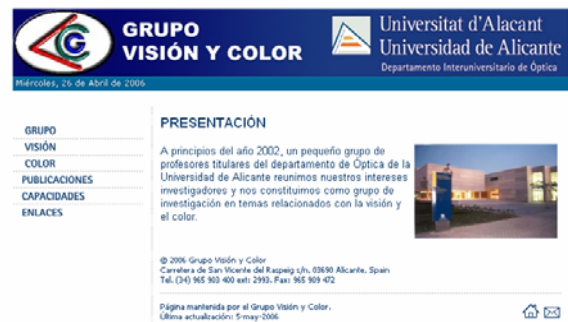 GRUPO
VISIÓN Y COLOR
Universitat d'Alacant
Universidad de Alicante
Departamento Interuniversitario de Óptica
Miércoles, 26 de Abril de 2006
GRUPO
VISIÓN
COLOR
PUBLICACIONES
CAPACIDADES
ENLACES
PRESENTACIÓN
A principios del año 2002, un pequeño grupo de
profesores titulares del departamento de Óptica de la
Universidad de Alicante reunimos nuestros intereses
investigadores y nos constituimos como grupo de
investigación en temas relacionados con la visión y
el color.
© 2006 Grupo Visión y Color
Carretera de San Vicente del Raspeig s/n. 03690 Alicante. Spain
Tel. (34) 965 903 400 ext: 2993. Fax: 965 909 472
Página mantenida por el Grupo Visión y Color.
Última actualización: 5-may-2006